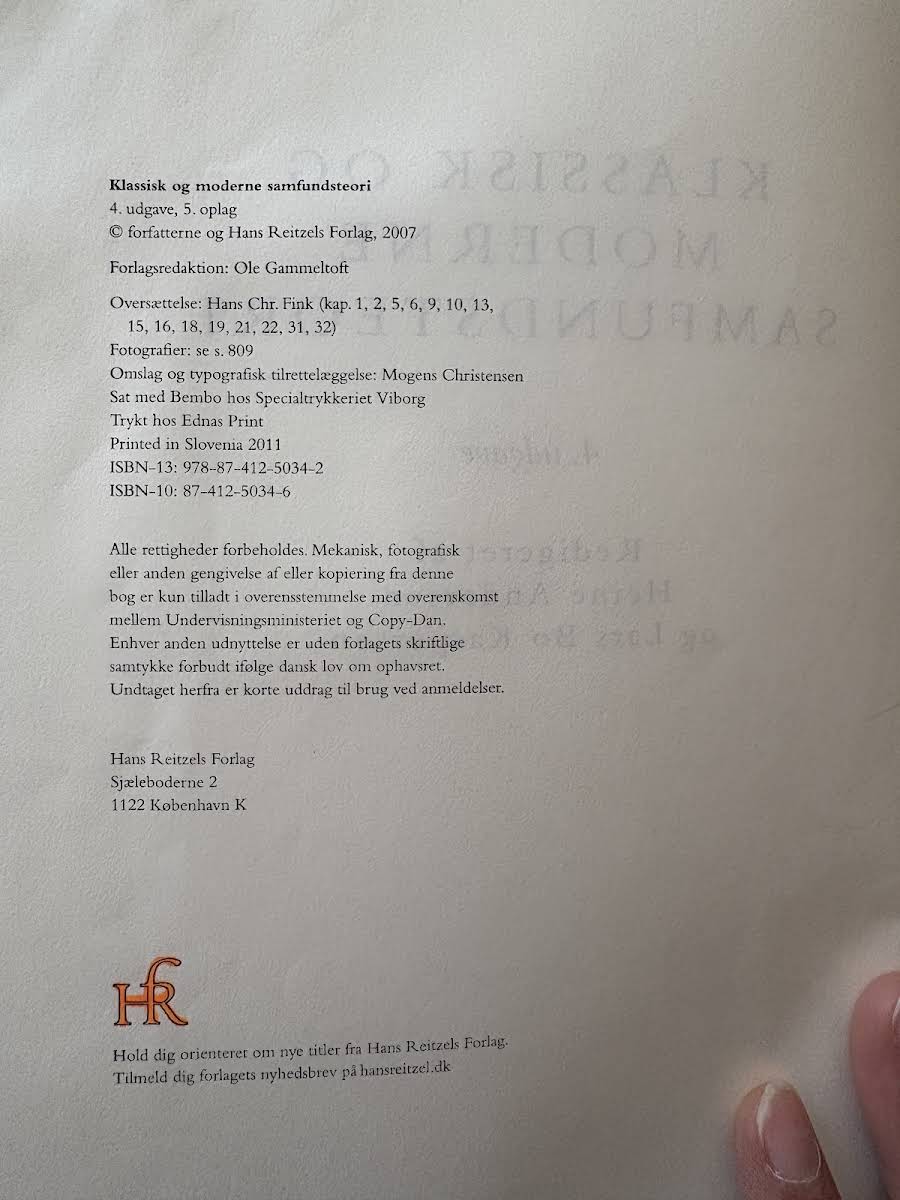 Klassisk og moderne samfundsteori
4. udgave, 5. oplag
© forfatterne og Hans Reitzels Forlag, 2007
Forlagsredaktion: Ole Gammeltoft
Oversættelse: Hans Chr. Fink (kap. 1, 2, 5, 6, 9, 10, 13,
15, 16, 18, 19, 21, 22, 31, 32)
Fotografier: se s. 809
Omslag og typografisk tilrettelæggelse: Mogens Christensen
Sat med Bembo hos Specialtrykkeriet Viborg
Trykt hos Ednas Print
Printed in Slovenia 2011
ISBN-13: 978-87-412-5034-2
ISBN-10: 87-412-5034-6
Alle rettigheder forbeholdes. Mekanisk, fotografisk
eller anden gengivelse af eller kopiering fra denne
bog er kun tilladt i overensstemmelse med overenskomst
mellem Undervisningsministeriet og Copy-Dan.
Enhver anden udnyttelse er uden forlagets skriftlige
samtykke forbudt ifølge dansk lov om ophavsret.
Undtaget herfra er korte uddrag til brug ved anmeldelser.
Hans Reitzels Forlag
Sjæleboderne 2
1122 København K
HfR
Hold dig orienteret om nye titler fra Hans Reitzels Forlag.
Tilmeld dig forlagets nyhedsbrev på hansreitzel.dk